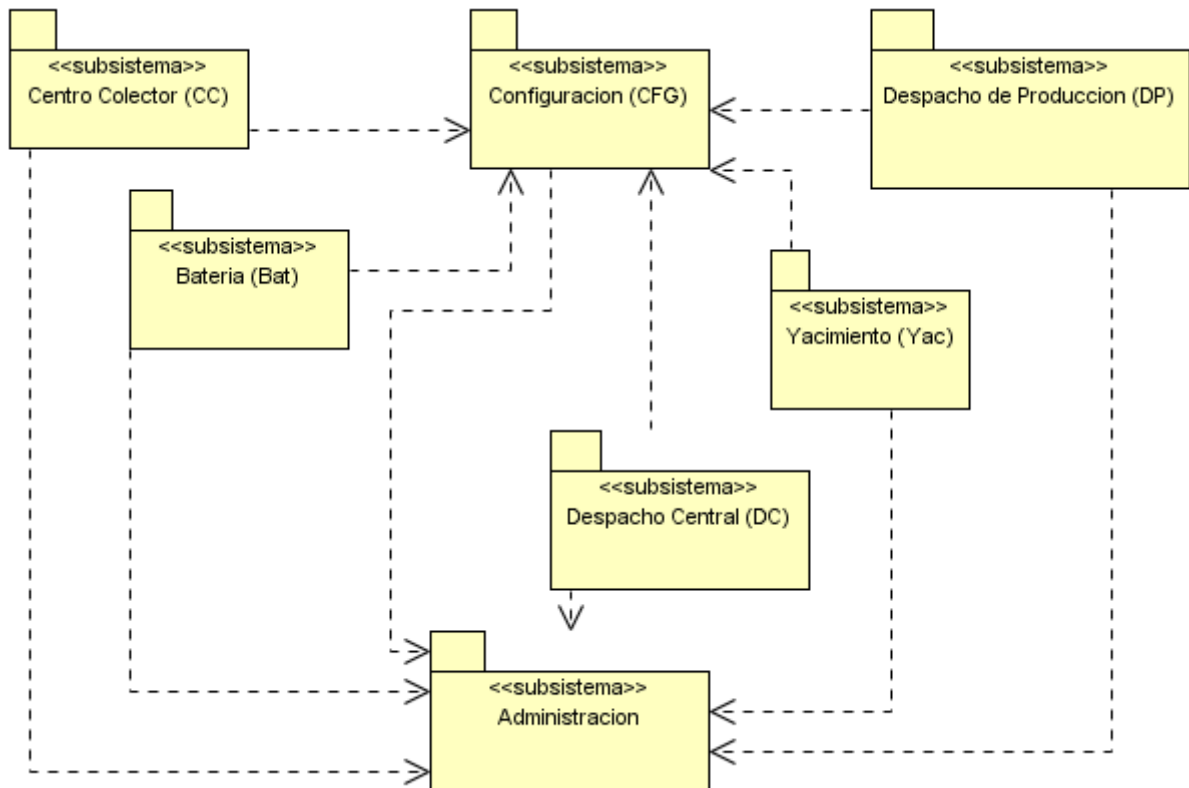 <<subsistema>>
Centro Colector (CC)
<<subsistema>>
Configuracion (CFG)
<<subsistema>>
Despacho de Produccion (DP)
<<subsistema>>
Bateria (Bat)
<<subsistema>>
Yacimiento (Yac)
<<subsistema>>
Despacho Central (DC)
<<subsistema>>
Administracion